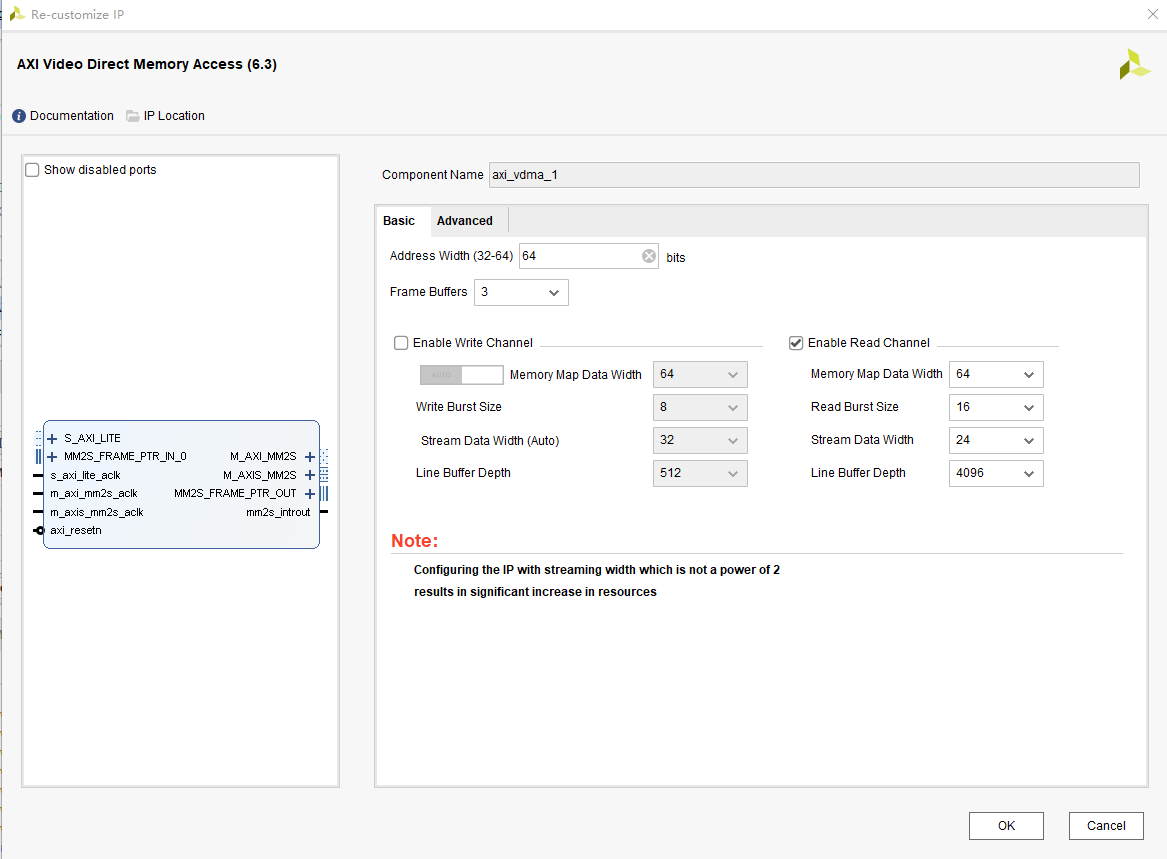 Re-customize IP
AXI Video Direct Memory Access (6.3)
Documentation IP Location
Show disabled ports
S_AXI_LITE
MM2S_FRAME_PTR_IN_0 M_AXI_MM2S
s_axi_lite_aclk M_AXIS_MM2S
m_axi_mm2s_aclk MM2S_FRAME_PTR_OUT
m_axis_mm2s_aclk mm2s_introut
axi_resetn
Component Name axi_vdma_1
Basic Advanced
Address Width (32-64) 64 bits
Frame Buffers 3
Enable Write Channel
AUTO Memory Map Data Width 64
Write Burst Size 8
Stream Data Width (Auto) 32
Line Buffer Depth 512
Enable Read Channel
Memory Map Data Width 64
Read Burst Size 16
Stream Data Width 24
Line Buffer Depth 4096
Note:
Configuring the IP with streaming width which is not a power of 2
results in significant increase in resources
OK Cancel